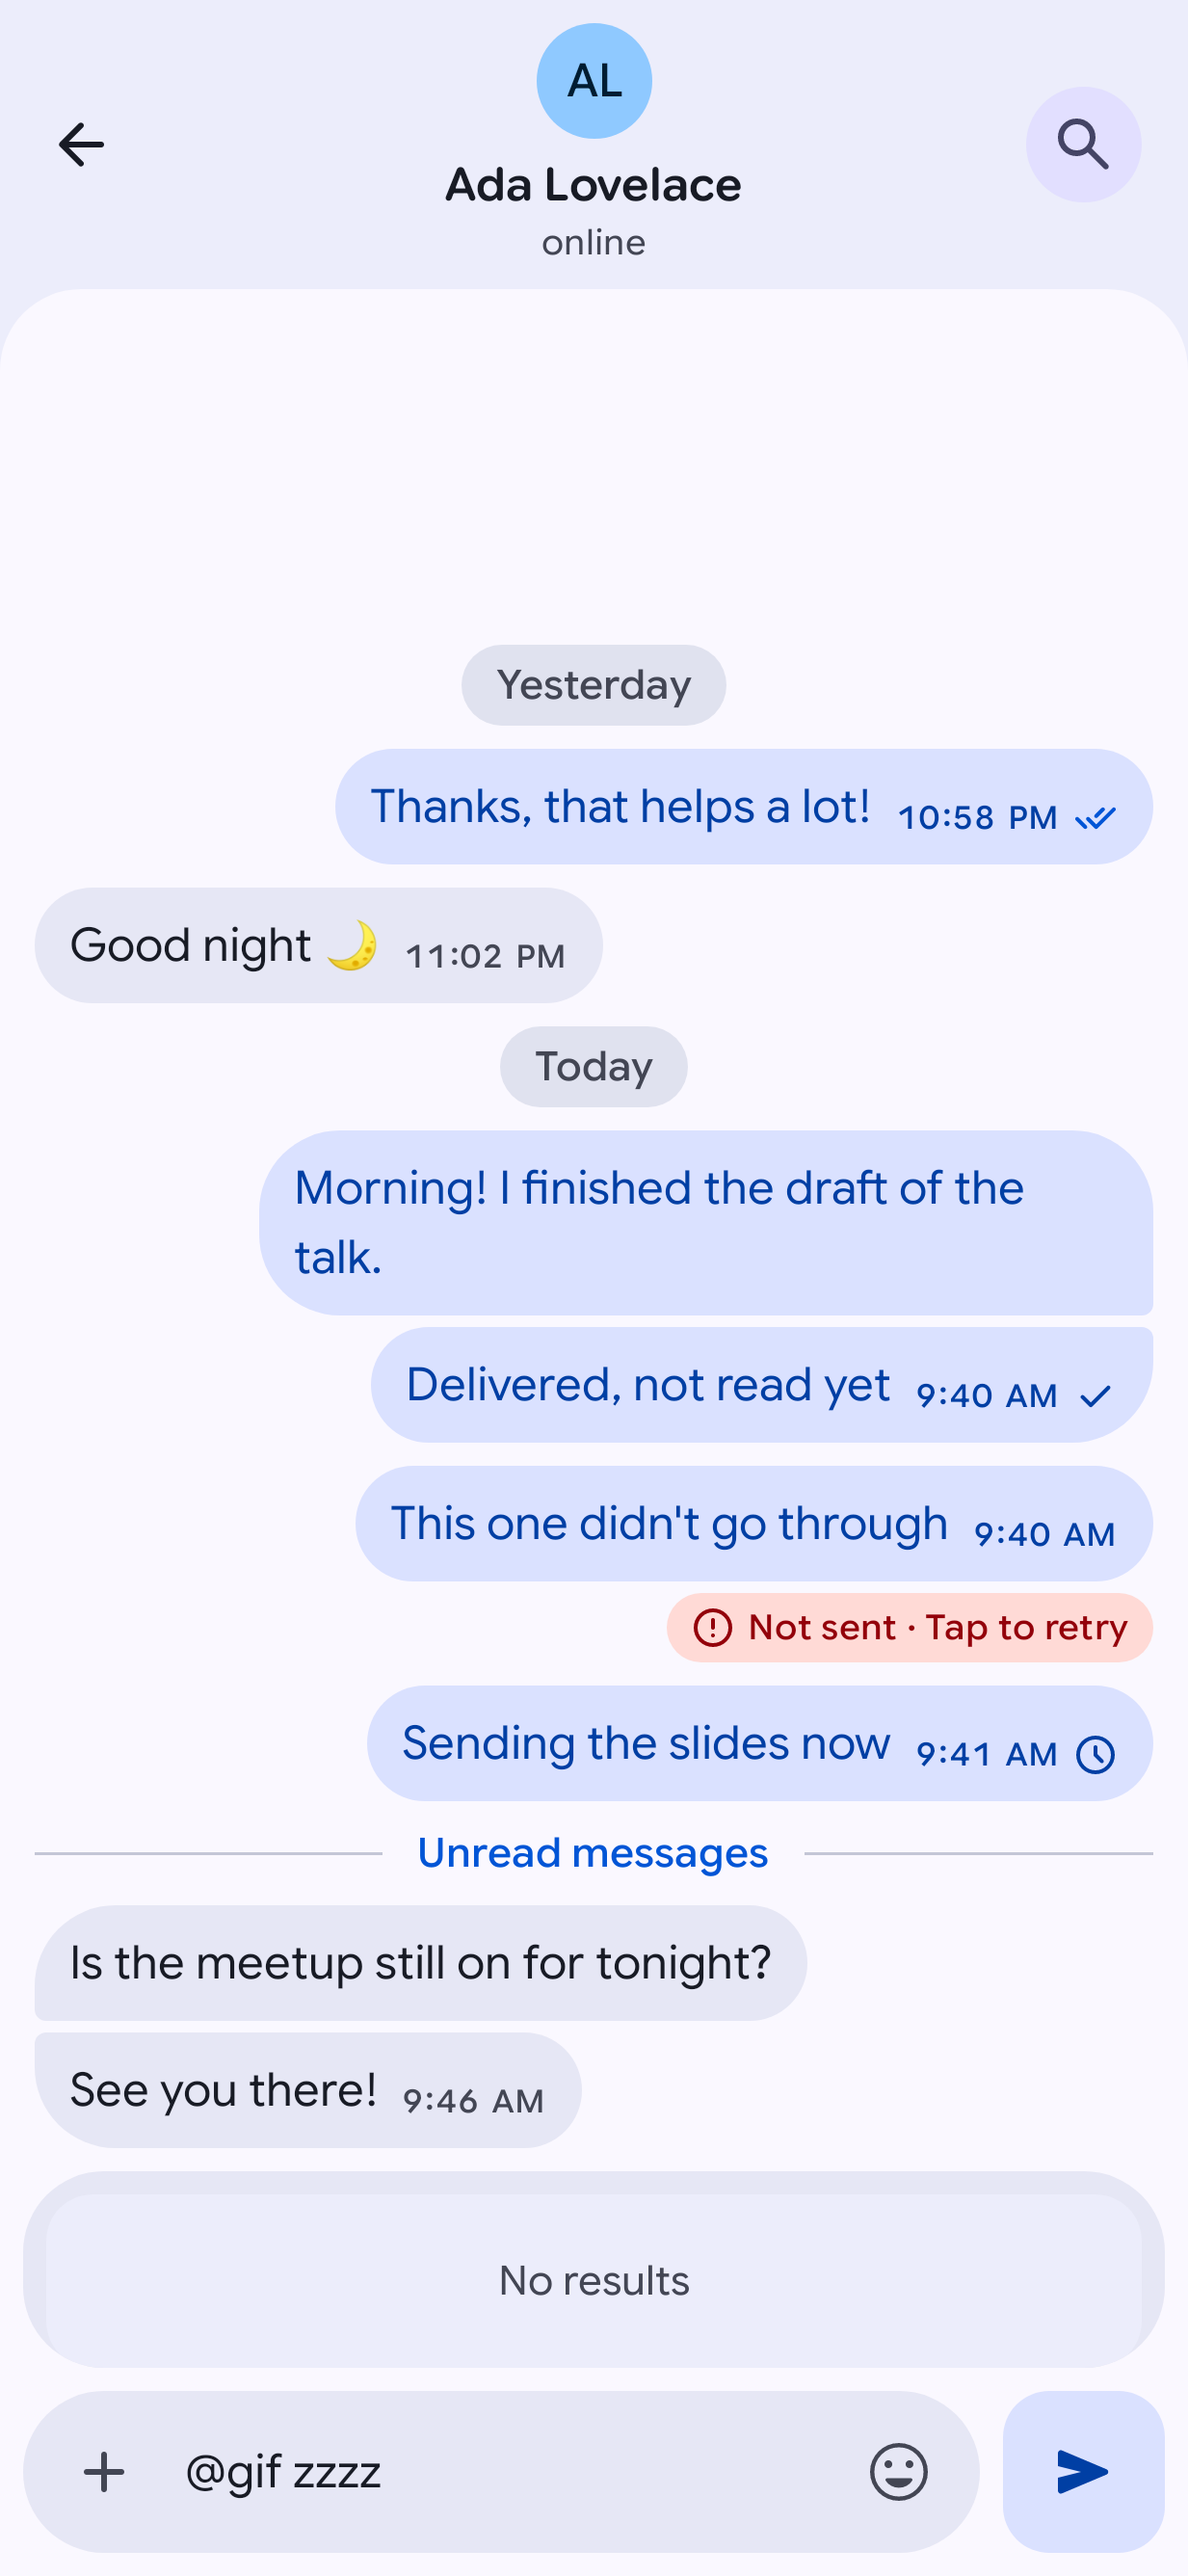 AL
Ada Lovelace
online
Yesterday
Thanks, that helps a lot! 10:58 PM
Good night 🌙 11:02 PM
Today
Morning! I finished the draft of the
talk.
Delivered, not read yet 9:40 AM
This one didn't go through 9:40 AM
Not sent · Tap to retry
Sending the slides now 9:41 AM
Unread messages
Is the meetup still on for tonight?
See you there! 9:46 AM
No results
@gif zzzz